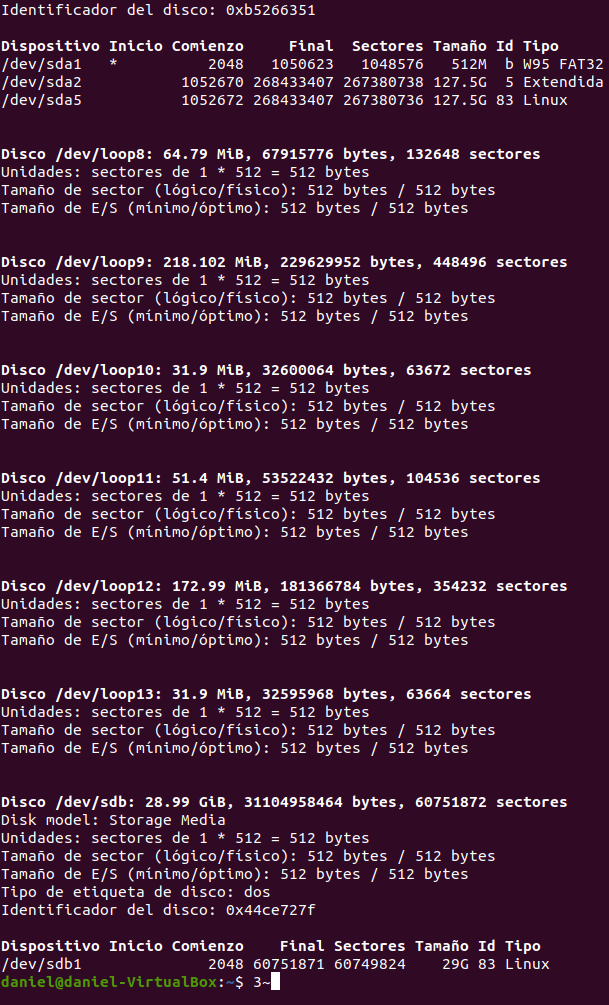 Identificador del disco: 0xb5266351
Dispositivo Inicio Comienzo     Final  Sectores Tamaño Id Tipo
/dev/sda1   *          2048   1050623   1048576   512M  b W95 FAT32
/dev/sda2           1052670 268433407 267380738 127.5G  5 Extendida
/dev/sda5           1052672 268433407 267380736 127.5G 83 Linux
Disco /dev/loop8: 64.79 MiB, 67915776 bytes, 132648 sectores
Unidades: sectores de 1 * 512 = 512 bytes
Tamaño de sector (lógico/físico): 512 bytes / 512 bytes
Tamaño de E/S (mínimo/óptimo): 512 bytes / 512 bytes
Disco /dev/loop9: 218.102 MiB, 229629952 bytes, 448496 sectores
Unidades: sectores de 1 * 512 = 512 bytes
Tamaño de sector (lógico/físico): 512 bytes / 512 bytes
Tamaño de E/S (mínimo/óptimo): 512 bytes / 512 bytes
Disco /dev/loop10: 31.9 MiB, 32600064 bytes, 63672 sectores
Unidades: sectores de 1 * 512 = 512 bytes
Tamaño de sector (lógico/físico): 512 bytes / 512 bytes
Tamaño de E/S (mínimo/óptimo): 512 bytes / 512 bytes
Disco /dev/loop11: 51.4 MiB, 53522432 bytes, 104536 sectores
Unidades: sectores de 1 * 512 = 512 bytes
Tamaño de sector (lógico/físico): 512 bytes / 512 bytes
Tamaño de E/S (mínimo/óptimo): 512 bytes / 512 bytes
Disco /dev/loop12: 172.99 MiB, 181366784 bytes, 354232 sectores
Unidades: sectores de 1 * 512 = 512 bytes
Tamaño de sector (lógico/físico): 512 bytes / 512 bytes
Tamaño de E/S (mínimo/óptimo): 512 bytes / 512 bytes
Disco /dev/loop13: 31.9 MiB, 32595968 bytes, 63664 sectores
Unidades: sectores de 1 * 512 = 512 bytes
Tamaño de sector (lógico/físico): 512 bytes / 512 bytes
Tamaño de E/S (mínimo/óptimo): 512 bytes / 512 bytes
Disco /dev/sdb: 28.99 GiB, 31104958464 bytes, 60751872 sectores
Disk model: Storage Media
Unidades: sectores de 1 * 512 = 512 bytes
Tamaño de sector (lógico/físico): 512 bytes / 512 bytes
Tamaño de E/S (mínimo/óptimo): 512 bytes / 512 bytes
Tipo de etiqueta de disco: dos
Identificador del disco: 0x44ce727f
Dispositivo Inicio Comienzo    Final Sectores Tamaño Id Tipo
/dev/sdb1              2048 60751871 60749824    29G 83 Linux
daniel@daniel-VirtualBox:~$ 3~